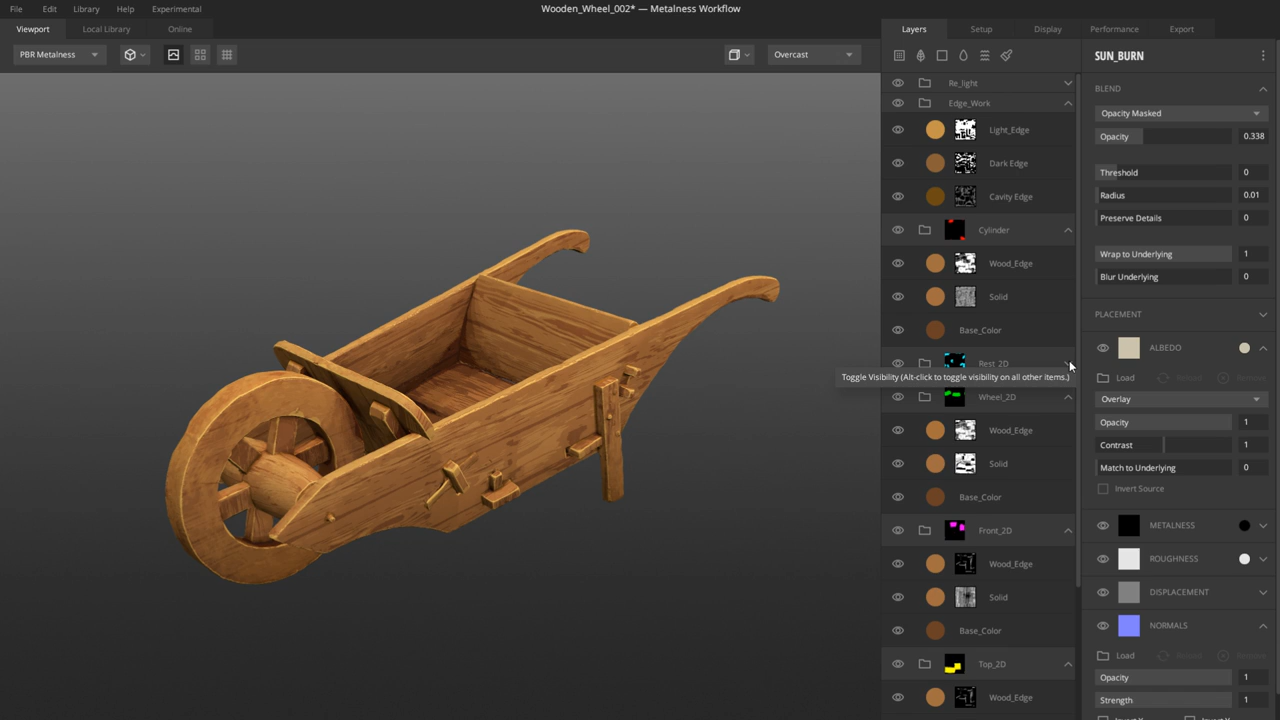 File Edit Library Help Experimental
Wooden_Wheel_002* — Metalness Workflow
Viewport Local Library Online
Layers Setup Display Performance Export
PBR Metalness
Overcast
SUN_BURN
Re_light
Edge_Work
Light_Edge
Dark Edge
Cavity Edge
Cylinder
Wood_Edge
Solid
Base_Color
Rest_2D
Toggle Visibility (Alt-click to toggle visibility on all other items.)
Wheel_2D
Wood_Edge
Solid
Base_Color
Front_2D
Wood_Edge
Solid
Base_Color
Top_2D
Wood_Edge
BLEND
Opacity Masked
Opacity 0.338
Threshold 0
Radius 0.01
Preserve Details 0
Wrap to Underlying 1
Blur Underlying 0
PLACEMENT
ALBEDO
Load Reload Remove
Overlay
Opacity 1
Contrast 1
Match to Underlying 0
Invert Source
METALNESS
ROUGHNESS
DISPLACEMENT
NORMALS
Load Reload Remove
Opacity 1
Strength 1